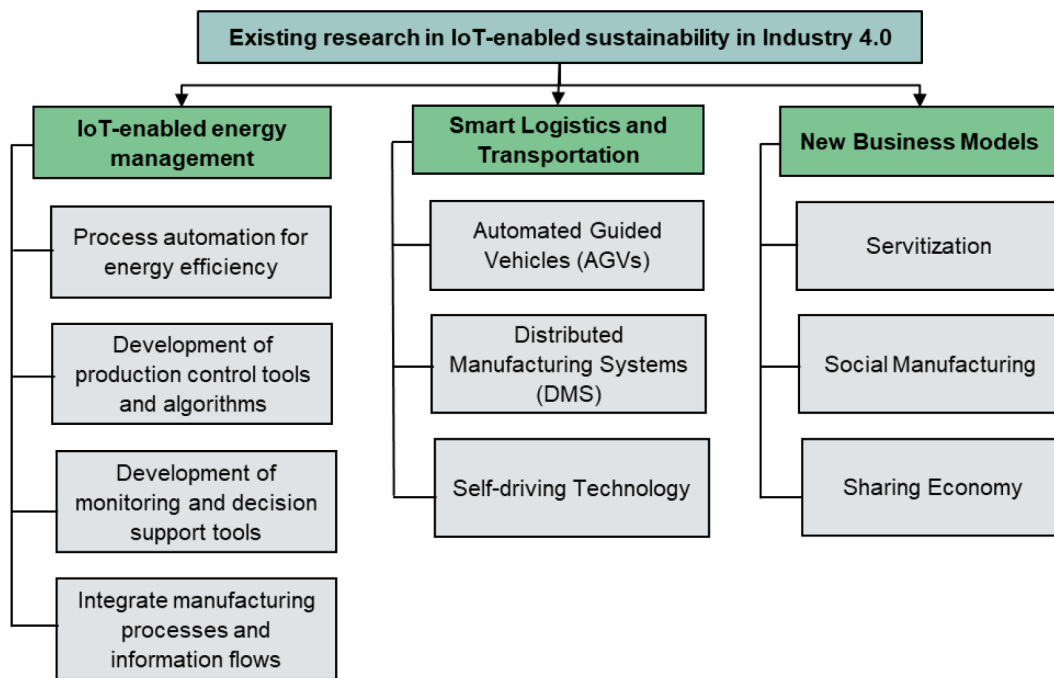 Existing research in IoT-enabled sustainability in Industry 4.0
IoT-enabled energy
management
Process automation for
energy efficiency
Development of
production control tools
and algorithms
Development of
monitoring and decision
support tools
Integrate manufacturing
processes and
information flows
Smart Logistics and
Transportation
Automated Guided
Vehicles (AGVs)
Distributed
Manufacturing Systems
(DMS)
Self-driving Technology
New Business Models
Servitization
Social Manufacturing
Sharing Economy